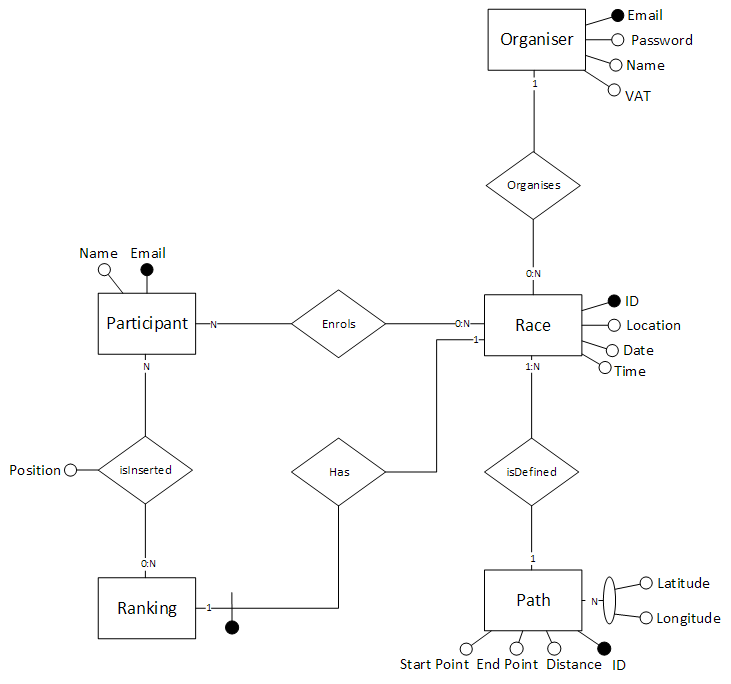 Email
Organiser
Password
Name
VAT
1
Organises
0:N
Name Email
ID
Participant
N
Enrols
0:N
Race
Location
1
Date
Time
N
1:N
Position
isInserted
Has
isDefined
0:N
1
Latitude
Ranking
1
Path
N
Longitude
Start Point End Point Distance ID